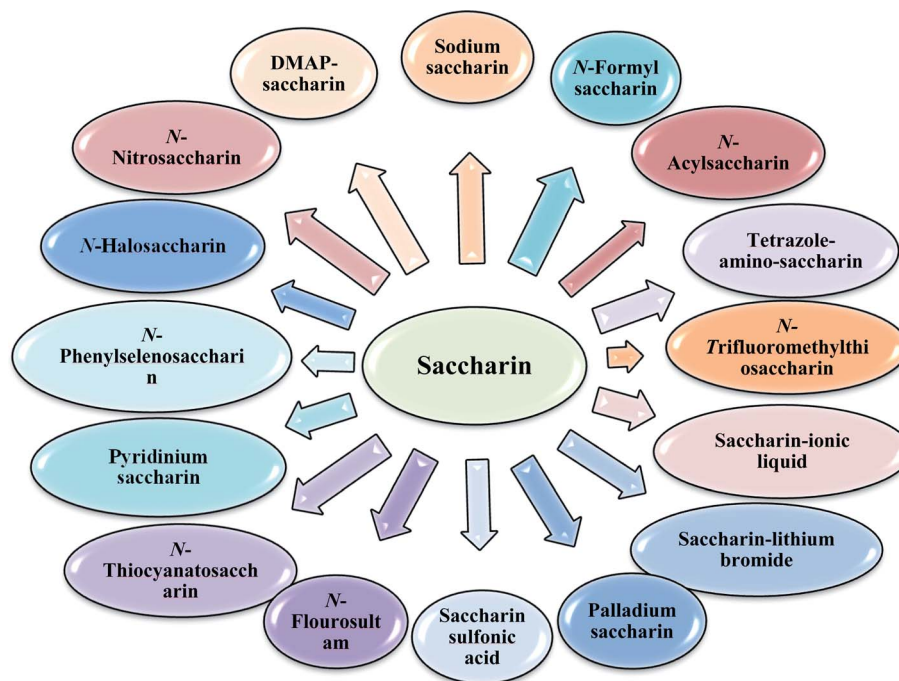 Sodium
saccharin
N-Formyl
saccharin
N-
Acylsaccharin
Tetrazole-
amino-saccharin
N-
Trifluoromethylthi
osaccharin
Saccharin-ionic
liquid
Saccharin-lithium
bromide
Palladium
saccharin
Saccharin
sulfonic
acid
N-
Flourosult
am
N-
Thiocyanatosacch
arin
Pyridinium
saccharin
N-
Phenylselenosacchari
n
N-Halosaccharin
N-
Nitrosaccharin
DMAP-
saccharin
Saccharin